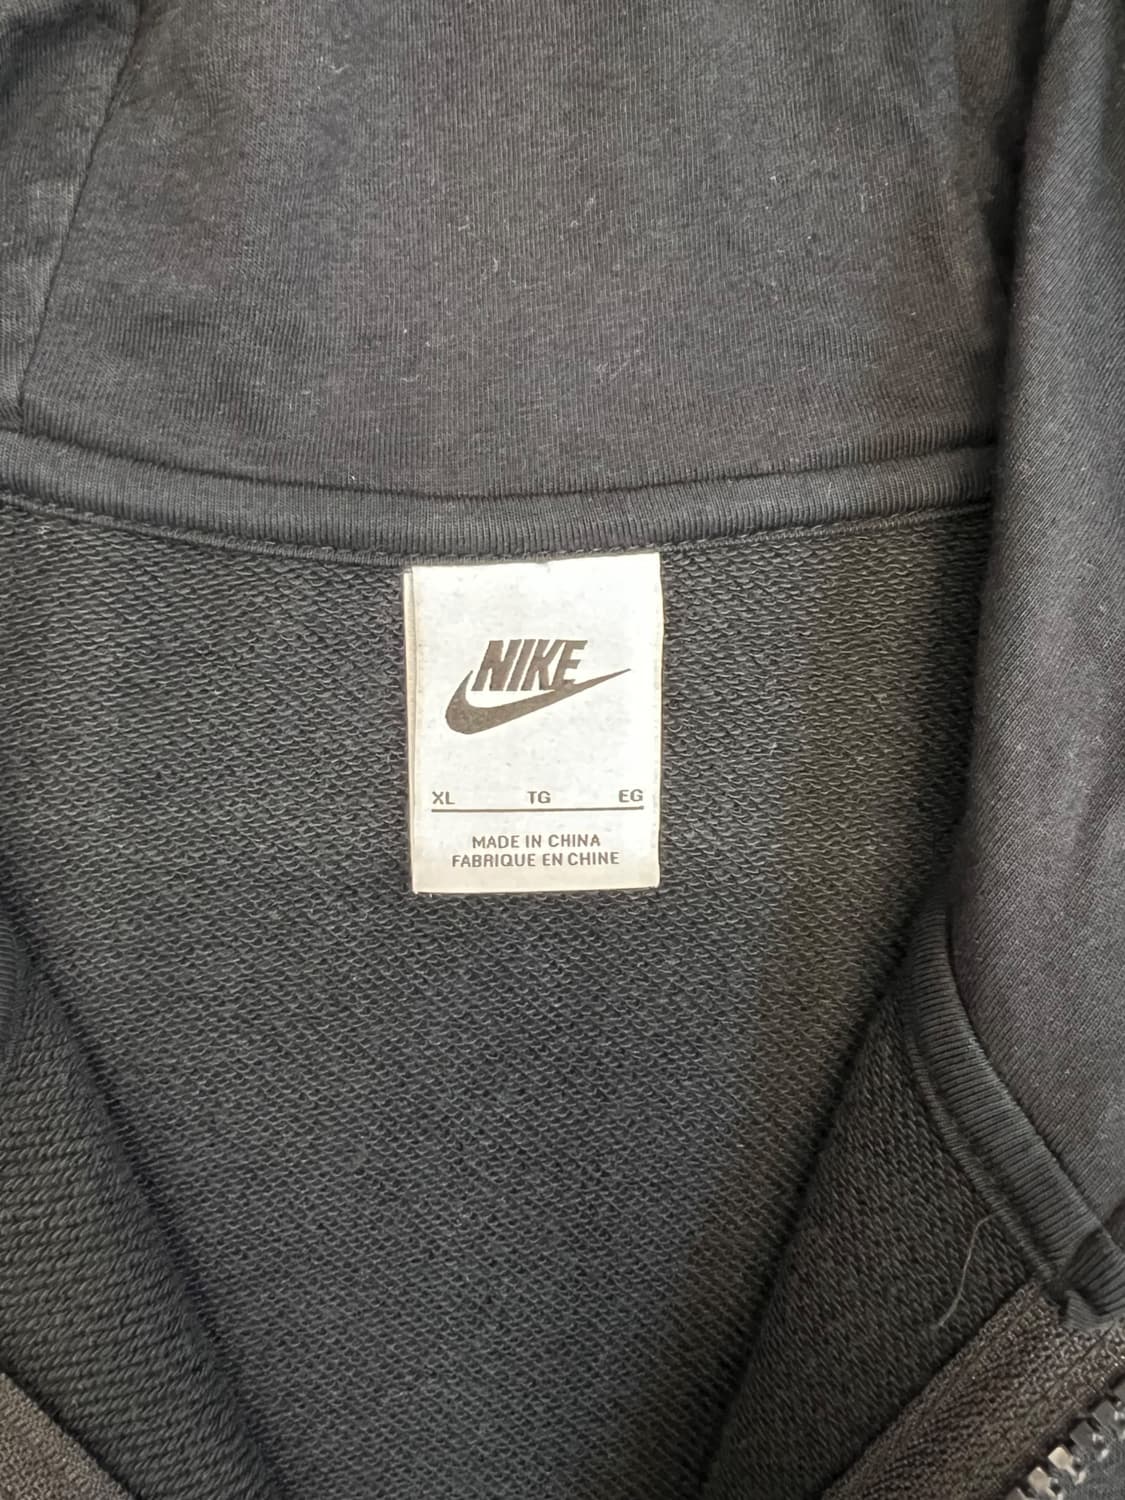 NIKE
XL TG EG
MADE IN CHINA
FABRIQUE EN CHINE